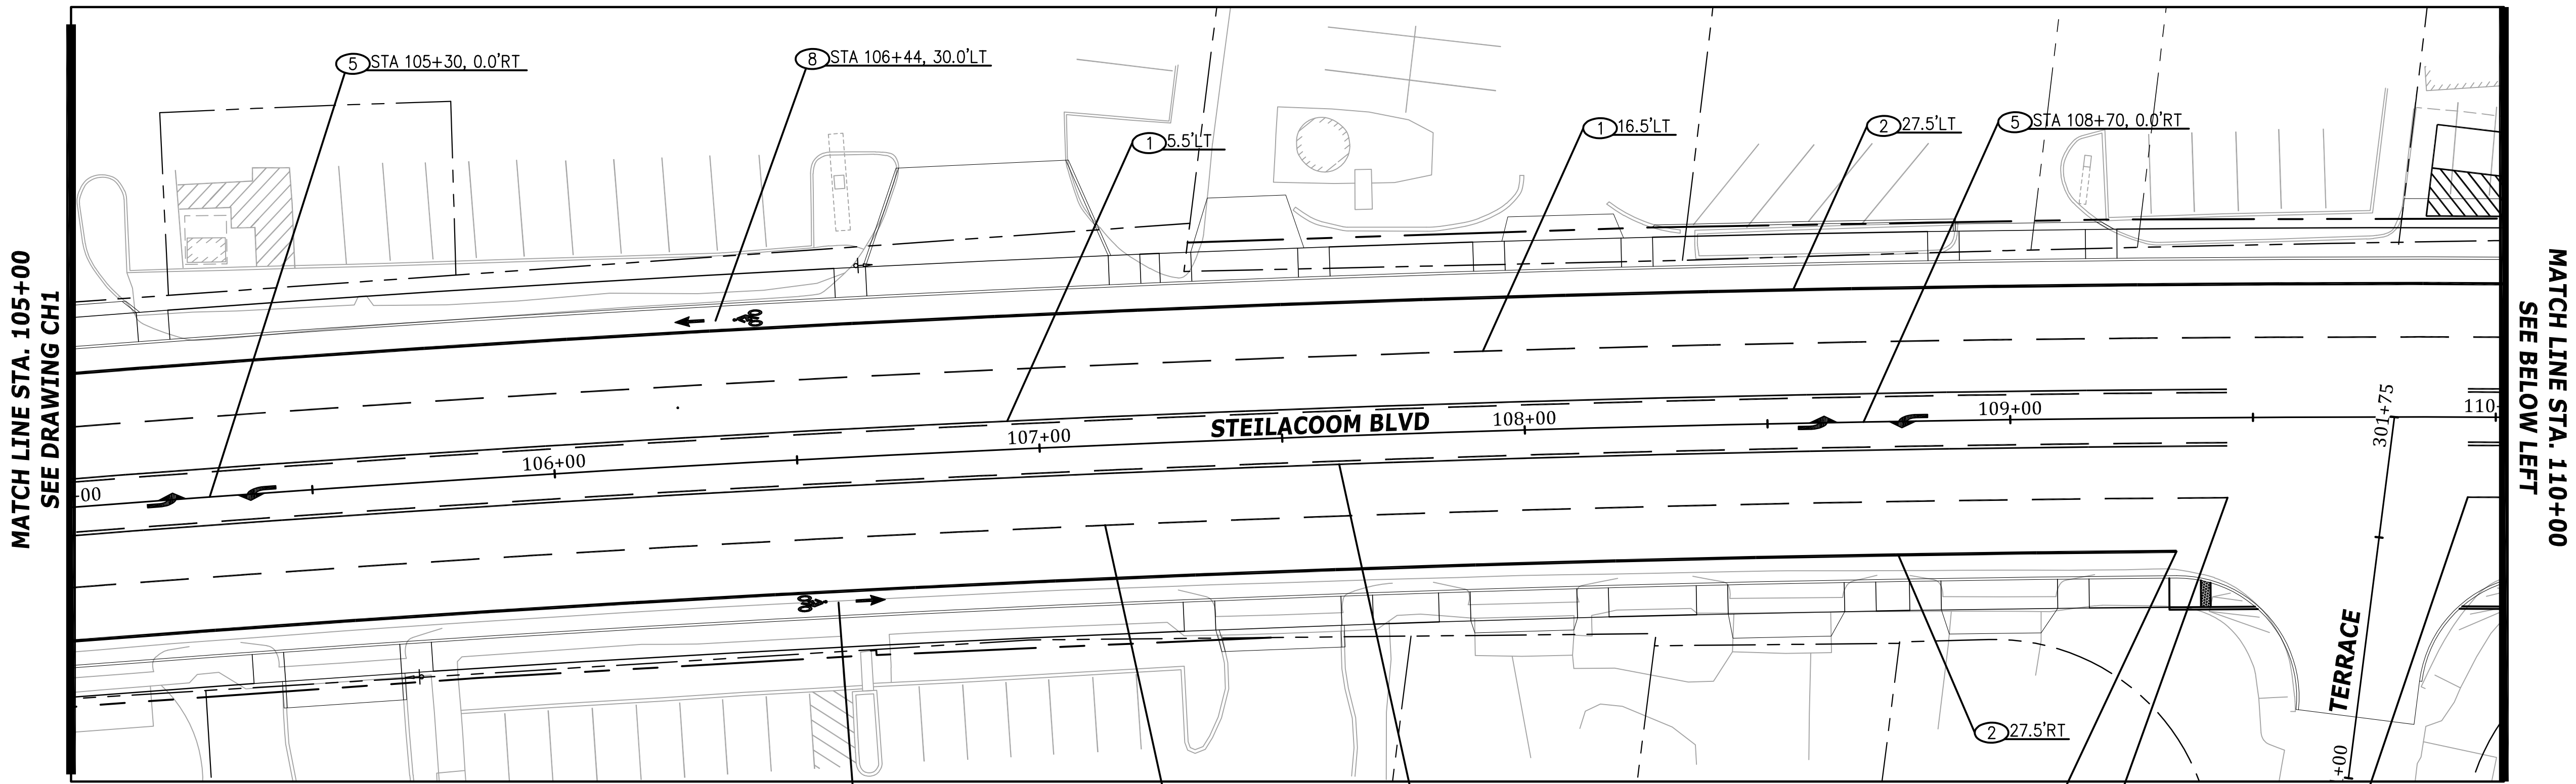 MATCH LINE STA. 105+00
SEE DRAWING CH1
5 STA 105+30, 0.0'RT
8 STA 106+44, 30.0'LT
1 5.5'LT
1 16.5'LT
2 27.5'LT
5 STA 108+70, 0.0'RT
+00
106+00
107+00
STEILACOOM BLVD
108+00
109+00
301+75
110+
TERRACE
+00
2 27.5'RT
MATCH LINE STA. 110+00
SEE BELOW LEFT